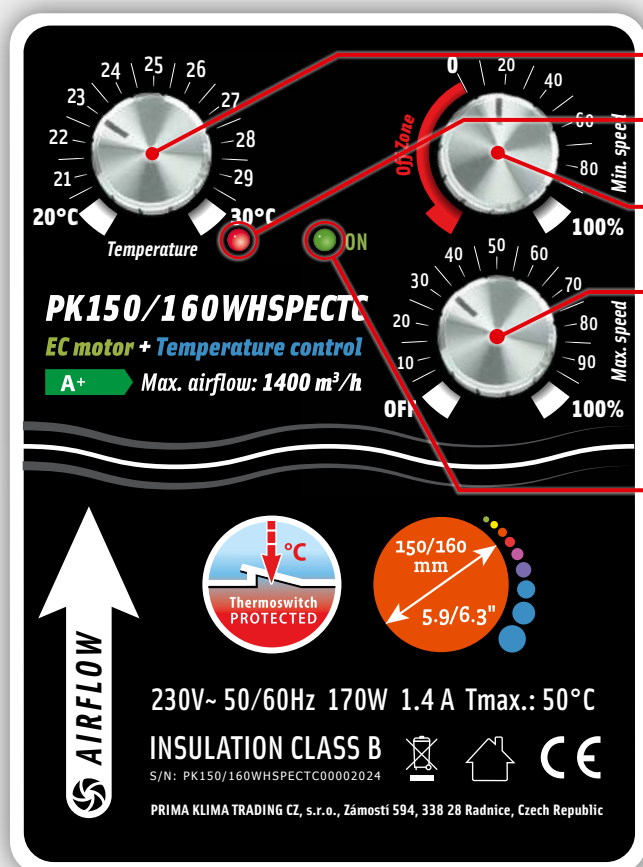 20°C 21 22 23 24 25 26 27 28 29 30°C
Temperature
ON
Off Zone
0 20 40 60 80 100%
Min. speed
OFF 10 20 30 40 50 60 70 80 90 100%
Max. speed
PK150/160WHSPECTC
EC motor + Temperature control
A+ Max. airflow: 1400 m³/h
AIRFLOW
°C
Thermoswitch
PROTECTED
150/160
mm
5.9/6.3"
230V~ 50/60Hz 170W 1.4 A Tmax.: 50°C
INSULATION CLASS B
S/N: PK150/160WHSPECTC00002024
CE
PRIMA KLIMA TRADING CZ, s.r.o., Zámostí 594, 338 28 Radnice, Czech Republic